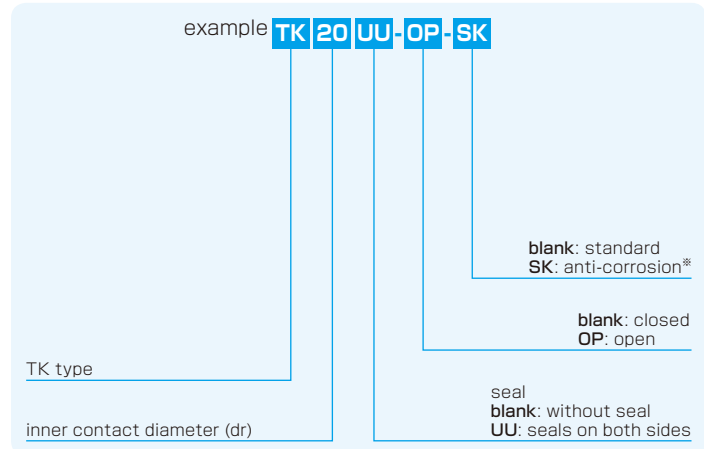 example TK 20 UU - OP - SK
blank: standard
SK: anti-corrosion※
blank: closed
OP: open
TK type
seal
blank: without seal
inner contact diameter (dr)
UU: seals on both sides